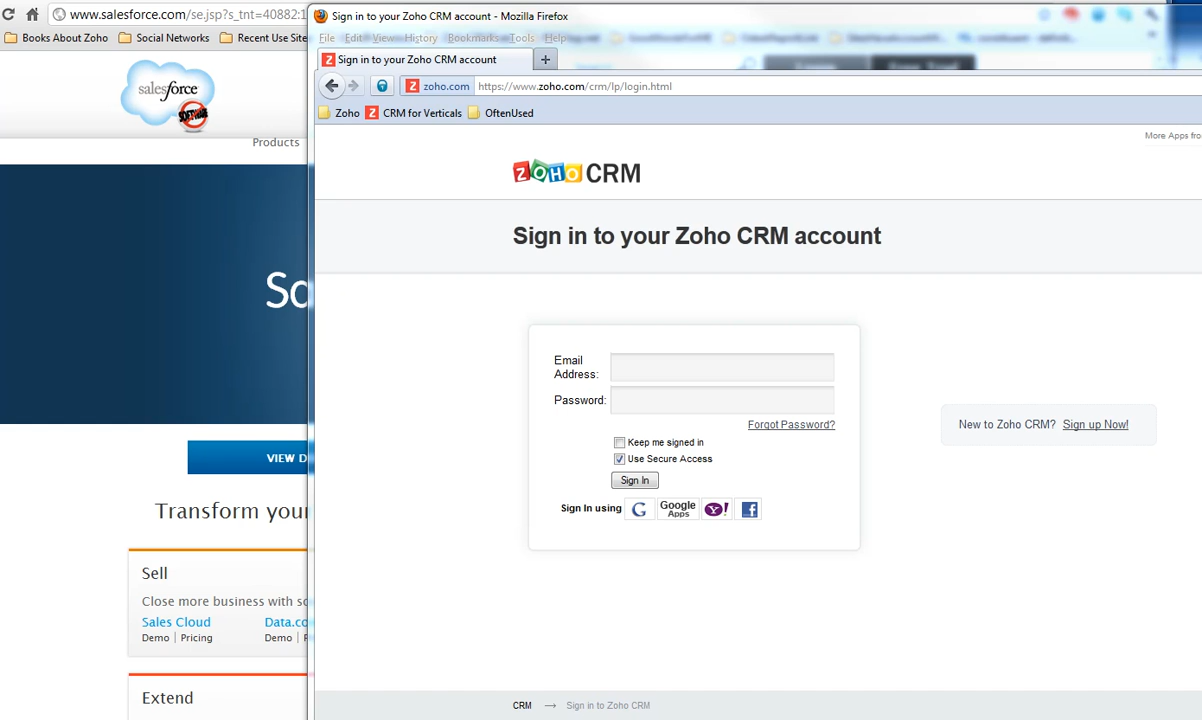 www.salesforce.com/se.jsp?s_tnt=40882:1
Books About Zoho Social Networks Recent Use Site
salesforce
SOFTWARE
Products
So
VIEW D
Transform your
Sell
Close more business with so
Sales Cloud Data.co
Demo | Pricing Demo |
Extend
Sign in to your Zoho CRM account - Mozilla Firefox
File Edit View History Bookmarks Tools Help
Sign in to your Zoho CRM account
zoho.com https://www.zoho.com/crm/lp/login.html
Zoho CRM for Verticals OftenUsed
More Apps fro
ZOHO CRM
Sign in to your Zoho CRM account
Email
Address:
Password:
Forgot Password?
Keep me signed in
Use Secure Access
Sign In
Sign In using G Google Apps Y! f
New to Zoho CRM? Sign up Now!
CRM → Sign in to Zoho CRM